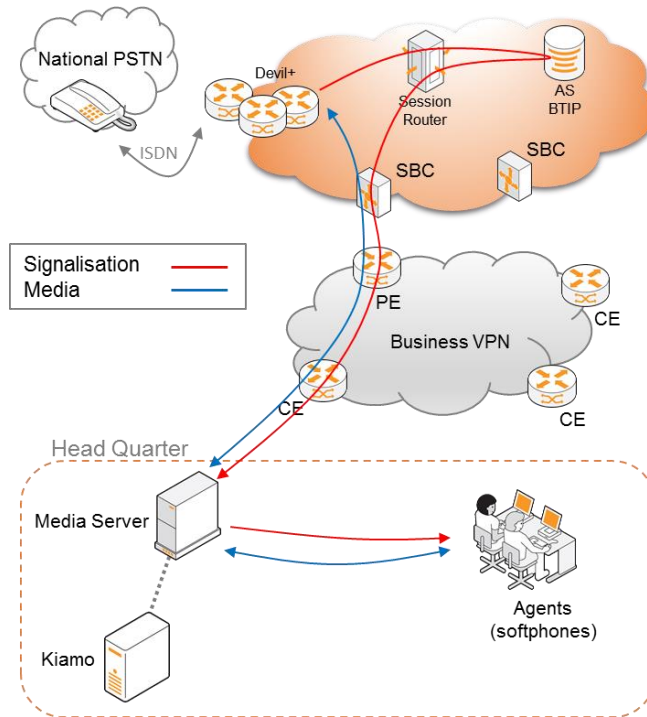 National PSTN
Devil+
ISDN
Session
Router
AS
BTIP
SBC
SBC
Signalisation
Media
PE
CE
Business VPN
CE
CE
Head Quarter
Media Server
Agents
(softphones)
Kiamo